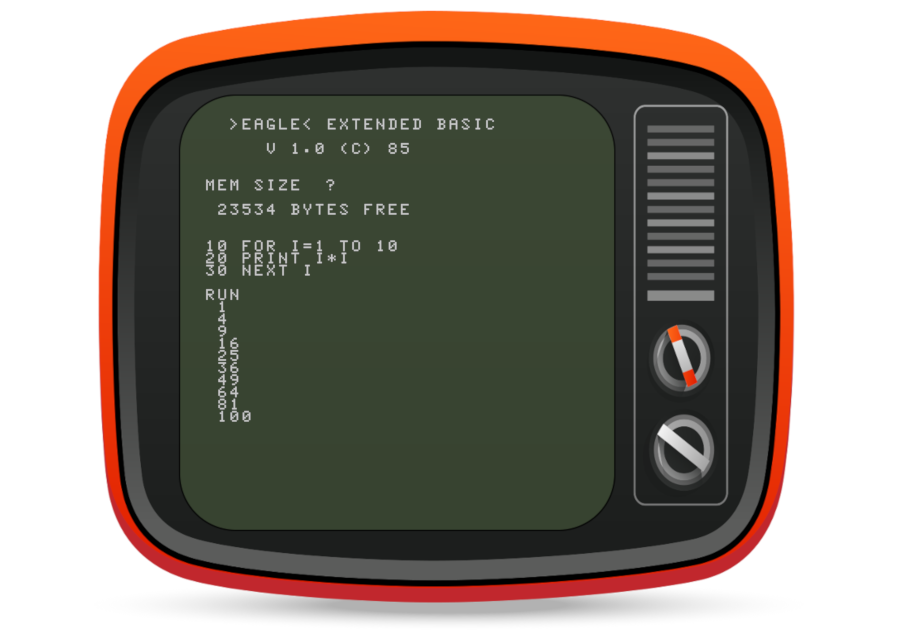 >EAGLE< EXTENDED BASIC
V 1.0 (C) 85
MEM SIZE ?
23534 BYTES FREE
10 FOR I=1 TO 10
20 PRINT I*I
30 NEXT I
RUN
1
4
9
16
25
36
49
64
81
100